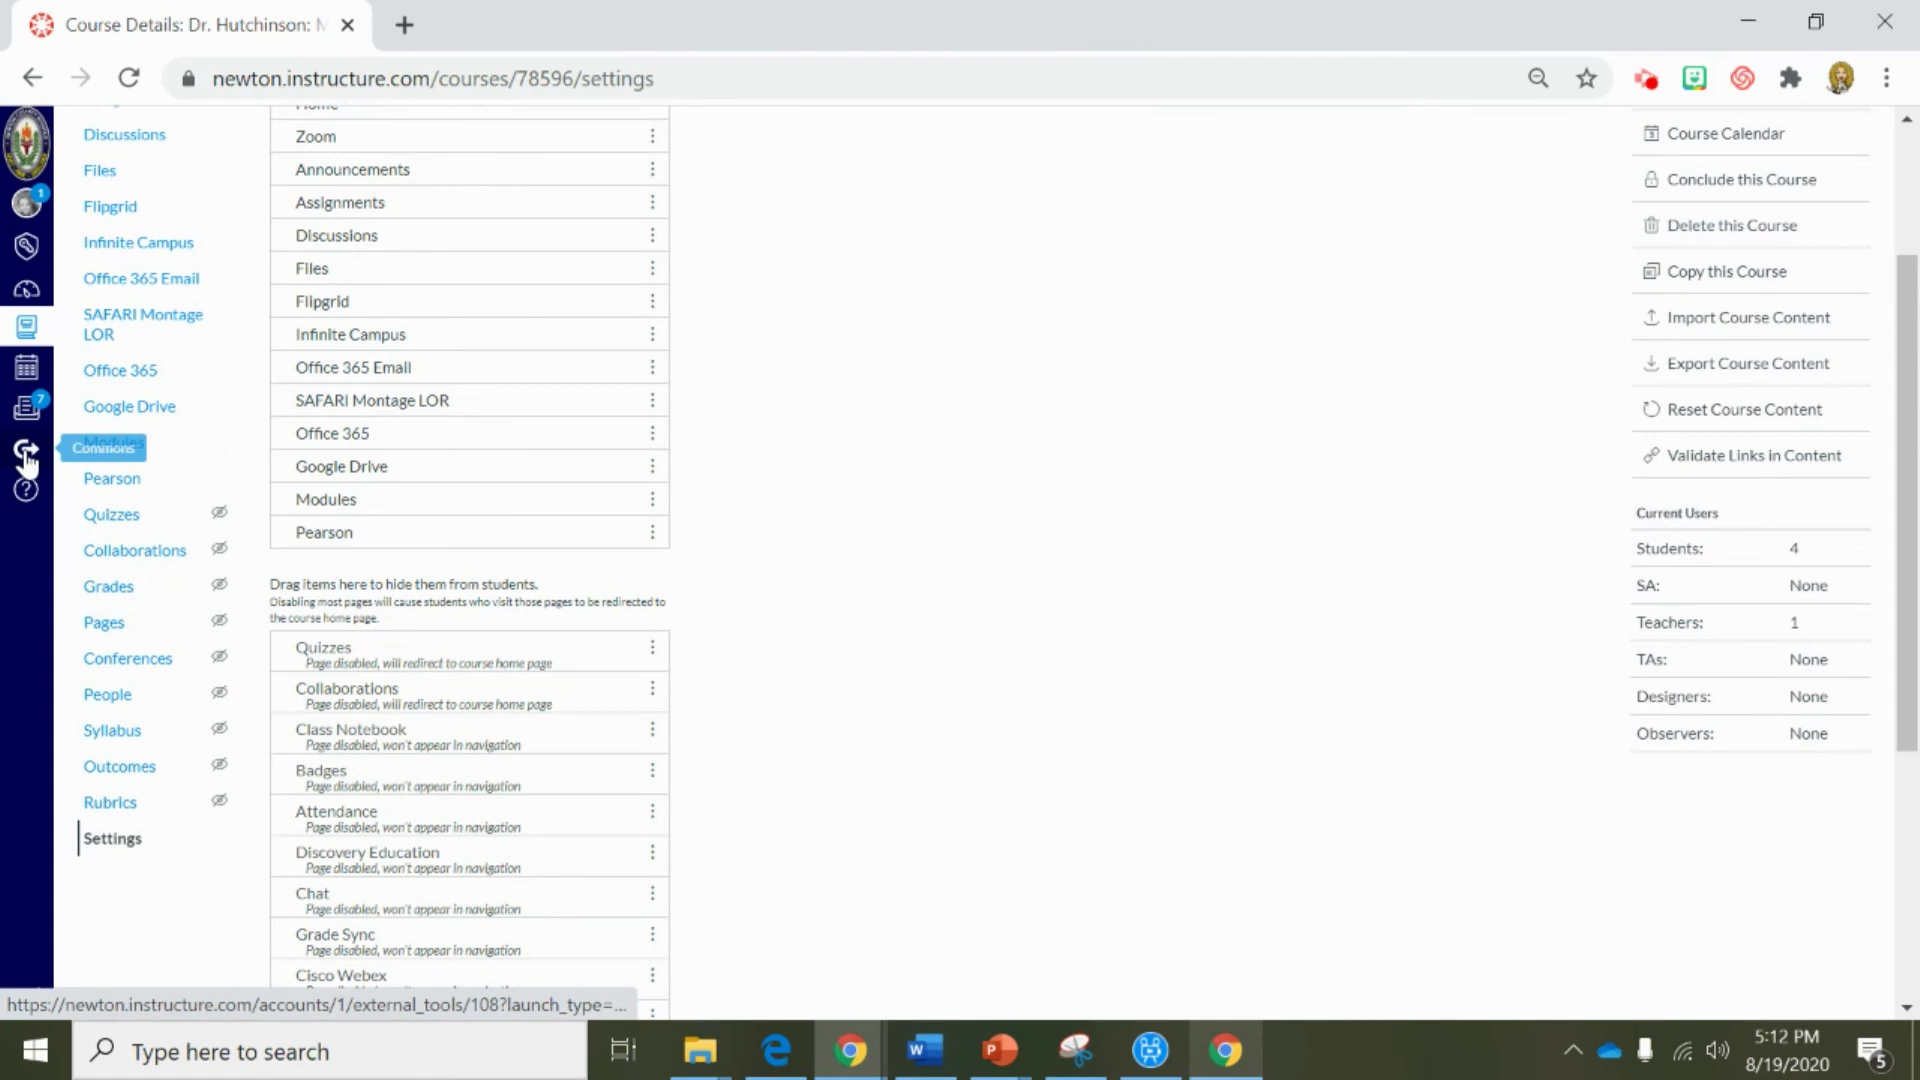 Course Details: Dr. Hutchinson: M
newton.instructure.com/courses/78596/settings
1
7
Commons
Discussions
Files
Flipgrid
Infinite Campus
Office 365 Email
SAFARI Montage
LOR
Office 365
Google Drive
Modules
Pearson
Quizzes
Collaborations
Grades
Pages
Conferences
People
Syllabus
Outcomes
Rubrics
Settings
Home
Zoom
Announcements
Assignments
Discussions
Files
Flipgrid
Infinite Campus
Office 365 Email
SAFARI Montage LOR
Office 365
Google Drive
Modules
Pearson
Drag items here to hide them from students.
Disabling most pages will cause students who visit those pages to be redirected to
the course home page.
Quizzes
Page disabled, will redirect to course home page
Collaborations
Page disabled, will redirect to course home page
Class Notebook
Page disabled, won't appear in navigation
Badges
Page disabled, won't appear in navigation
Attendance
Page disabled, won't appear in navigation
Discovery Education
Page disabled, won't appear in navigation
Chat
Page disabled, won't appear in navigation
Grade Sync
Page disabled, won't appear in navigation
Cisco Webex
Course Calendar
Conclude this Course
Delete this Course
Copy this Course
Import Course Content
Export Course Content
Reset Course Content
Validate Links in Content
Current Users
Students: 4
SA: None
Teachers: 1
TAs: None
Designers: None
Observers: None
https://newton.instructure.com/accounts/1/external_tools/108?launch_type=...
Type here to search
5:12 PM
8/19/2020
5